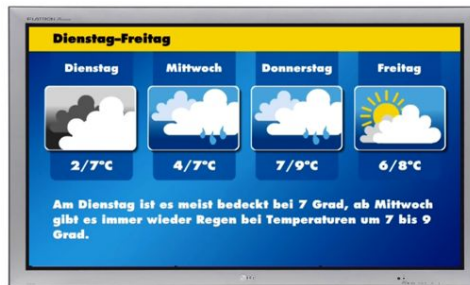 Dienstag–Freitag
Dienstag Mittwoch Donnerstag Freitag
2/7°C 4/7°C 7/9°C 6/8°C
Am Dienstag ist es meist bedeckt bei 7 Grad, ab Mittwoch
gibt es immer wieder Regen bei Temperaturen um 7 bis 9
Grad.